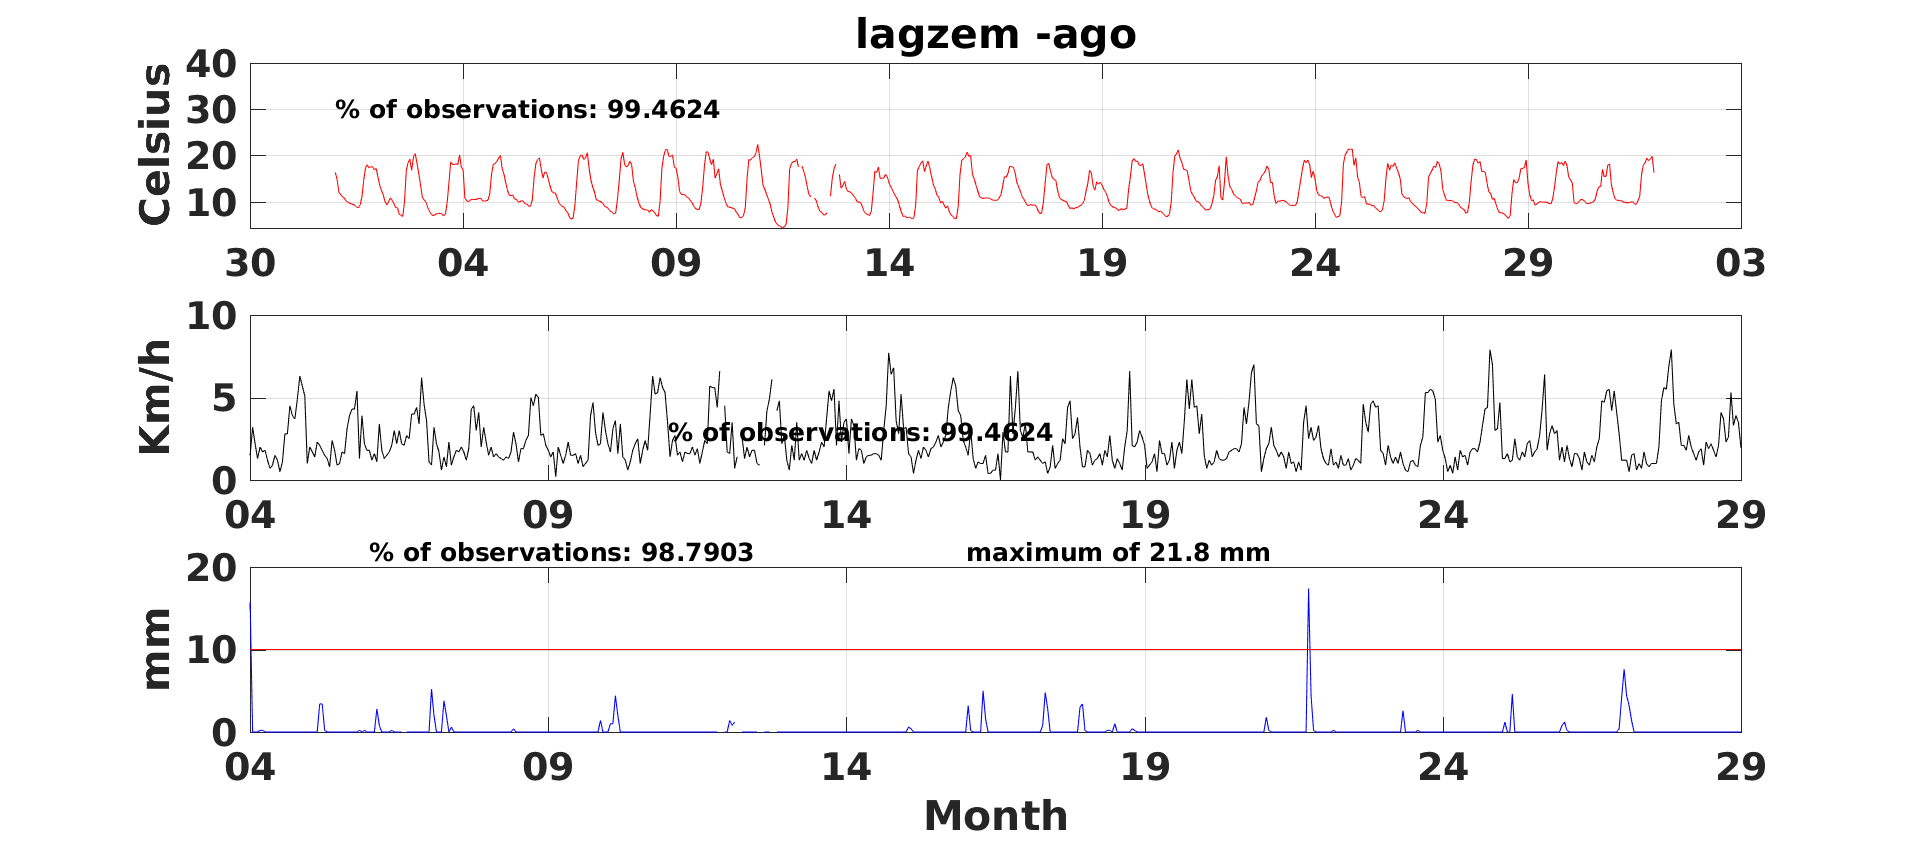 lagzem -ago
40
30
20
10
Celsius
% of observations: 99.4624
30 04 09 14 19 24 29 03
10
5
0
Km/h
% of observations: 99.4624
04 09 14 19 24 29
% of observations: 98.7903 maximum of 21.8 mm
20
10
0
mm
04 09 14 19 24 29
Month